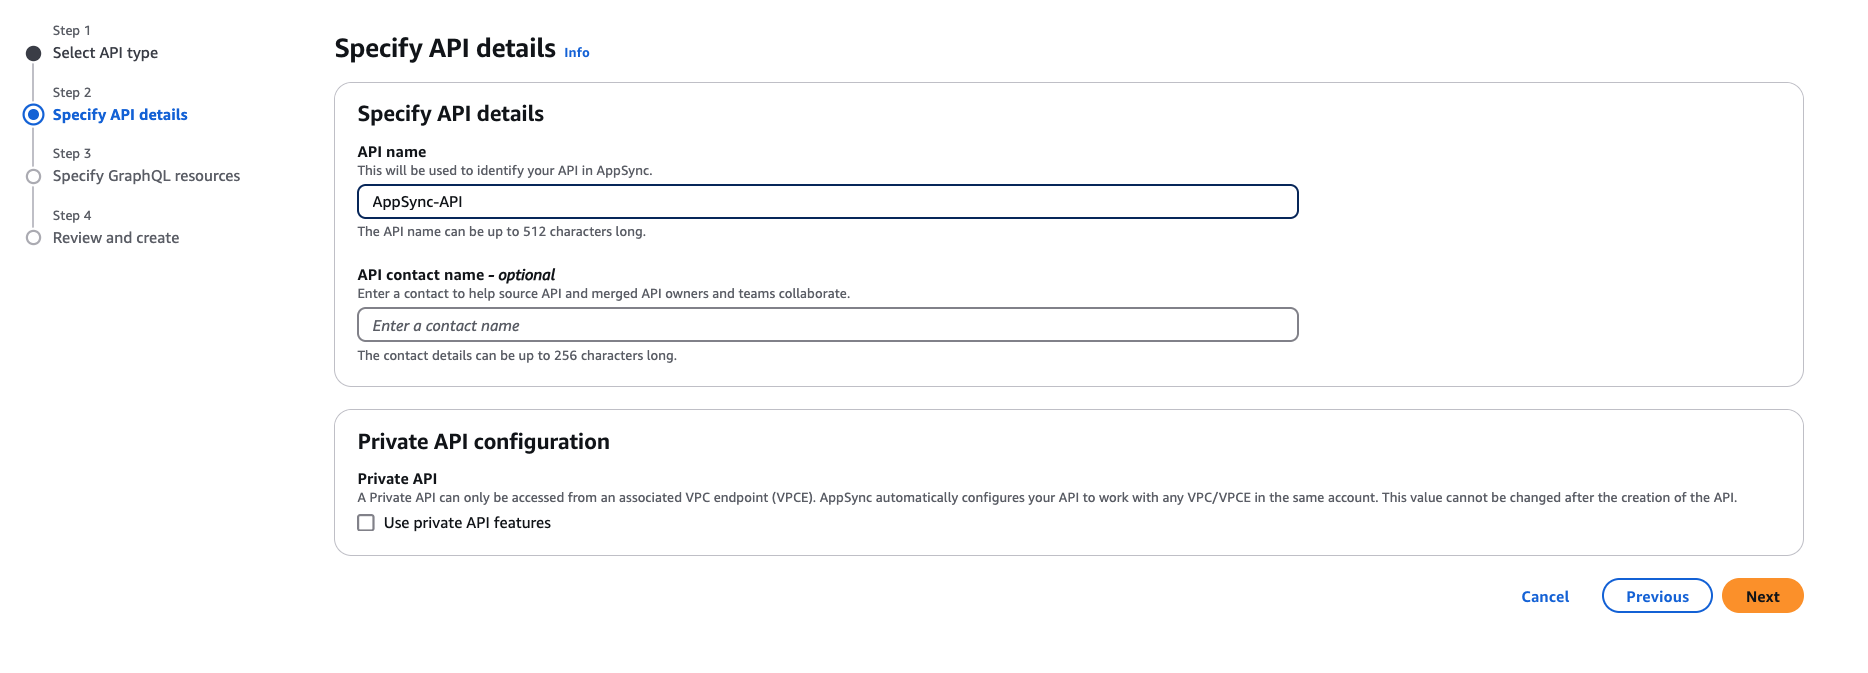 Step 1
Select API type
Step 2
Specify API details
Step 3
Specify GraphQL resources
Step 4
Review and create
Specify API details Info
Specify API details
API name
This will be used to identify your API in AppSync.
AppSync-API
The API name can be up to 512 characters long.
API contact name - optional
Enter a contact to help source API and merged API owners and teams collaborate.
Enter a contact name
The contact details can be up to 256 characters long.
Private API configuration
Private API
A Private API can only be accessed from an associated VPC endpoint (VPCE). AppSync automatically configures your API to work with any VPC/VPCE in the same account. This value cannot be changed after the creation of the API.
Use private API features
Cancel Previous Next